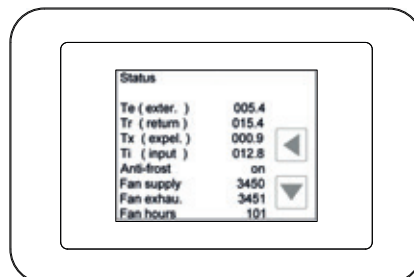 Status
Te ( exter. ) 005.4
Tr ( return ) 015.4
Tx ( expel. ) 000.9
Ti ( input ) 012.8
Anti-frost on
Fan supply 3450
Fan exhau. 3451
Fan hours 101